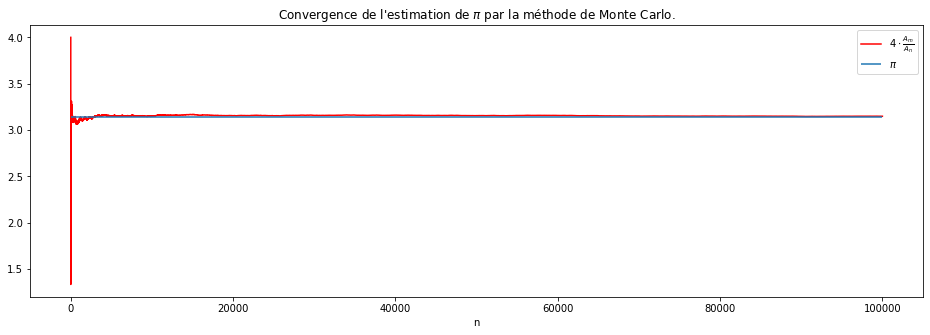 Convergence de l'estimation de π par la méthode de Monte Carlo.
4.0
3.5
3.0
2.5
2.0
1.5
4 · A_m/A_n
π
0 20000 40000 60000 80000 100000
n